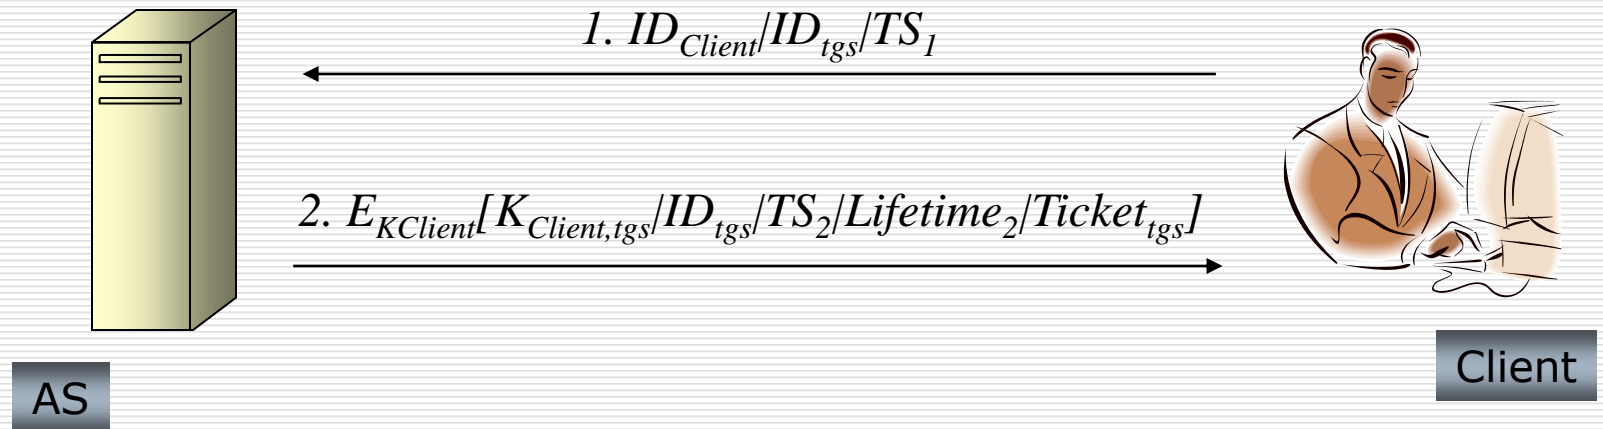 1. ID_Client/ID_tgs/TS_1
2. E_KClient[K_Client,tgs/ID_tgs/TS_2/Lifetime_2/Ticket_tgs]
Client
AS